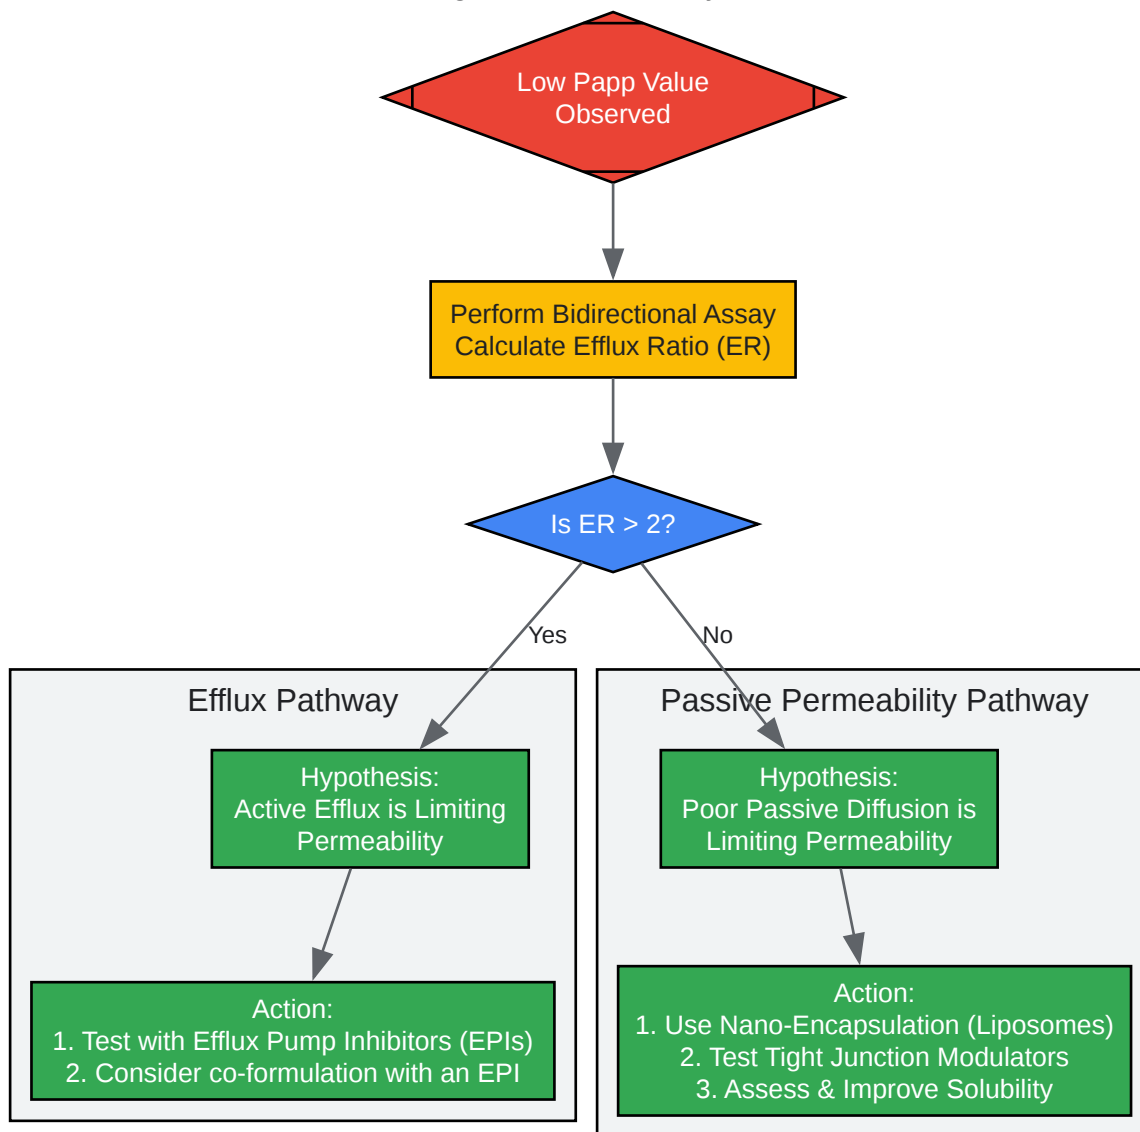 Low Papp Value
Observed
Perform Bidirectional Assay
Calculate Efflux Ratio (ER)
Is ER > 2?
Yes
No
Efflux Pathway
Hypothesis:
Active Efflux is Limiting
Permeability
Action:
1. Test with Efflux Pump Inhibitors (EPIs)
2. Consider co-formulation with an EPI
Passive Permeability Pathway
Hypothesis:
Poor Passive Diffusion is
Limiting Permeability
Action:
1. Use Nano-Encapsulation (Liposomes)
2. Test Tight Junction Modulators
3. Assess & Improve Solubility